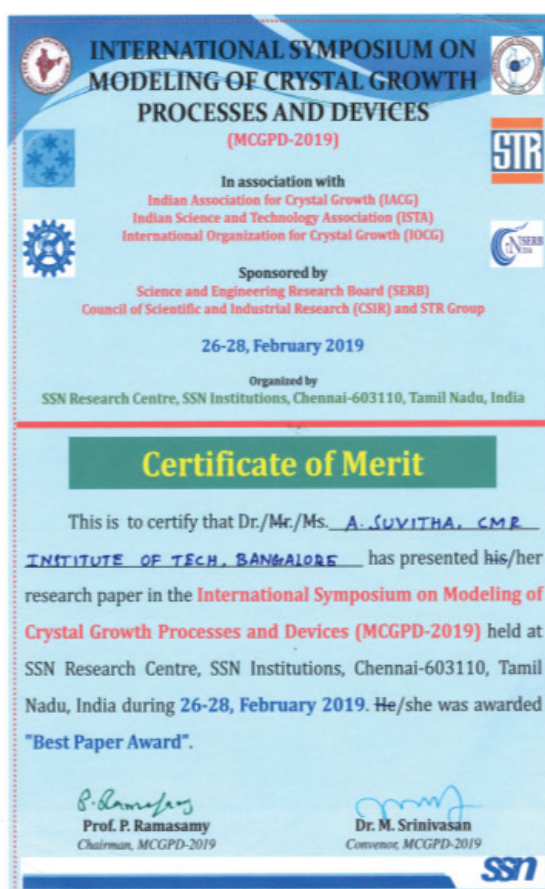 INTERNATIONAL SYMPOSIUM ON
MODELING OF CRYSTAL GROWTH
PROCESSES AND DEVICES
(MCGPD-2019)
STR
In association with
Indian Association for Crystal Growth (IACG)
Indian Science and Technology Association (ISTA)
International Organization for Crystal Growth (IOCG)
SERB
Sponsored by
Science and Engineering Research Board (SERB)
Council of Scientific and Industrial Research (CSIR) and STR Group
26-28, February 2019
Organized by
SSN Research Centre, SSN Institutions, Chennai-603110, Tamil Nadu, India
Certificate of Merit
This is to certify that Dr./Mr./Ms. A. SUVITHA, CMR
INSTITUTE OF TECH, BANGALORE has presented his/her
research paper in the International Symposium on Modeling of
Crystal Growth Processes and Devices (MCGPD-2019) held at
SSN Research Centre, SSN Institutions, Chennai-603110, Tamil
Nadu, India during 26-28, February 2019. He/she was awarded
"Best Paper Award".
P. Ramasamy
Prof. P. Ramasamy
Dr. M. Srinivasan
Chairman, MCGPD-2019
Convenor, MCGPD-2019
ssn